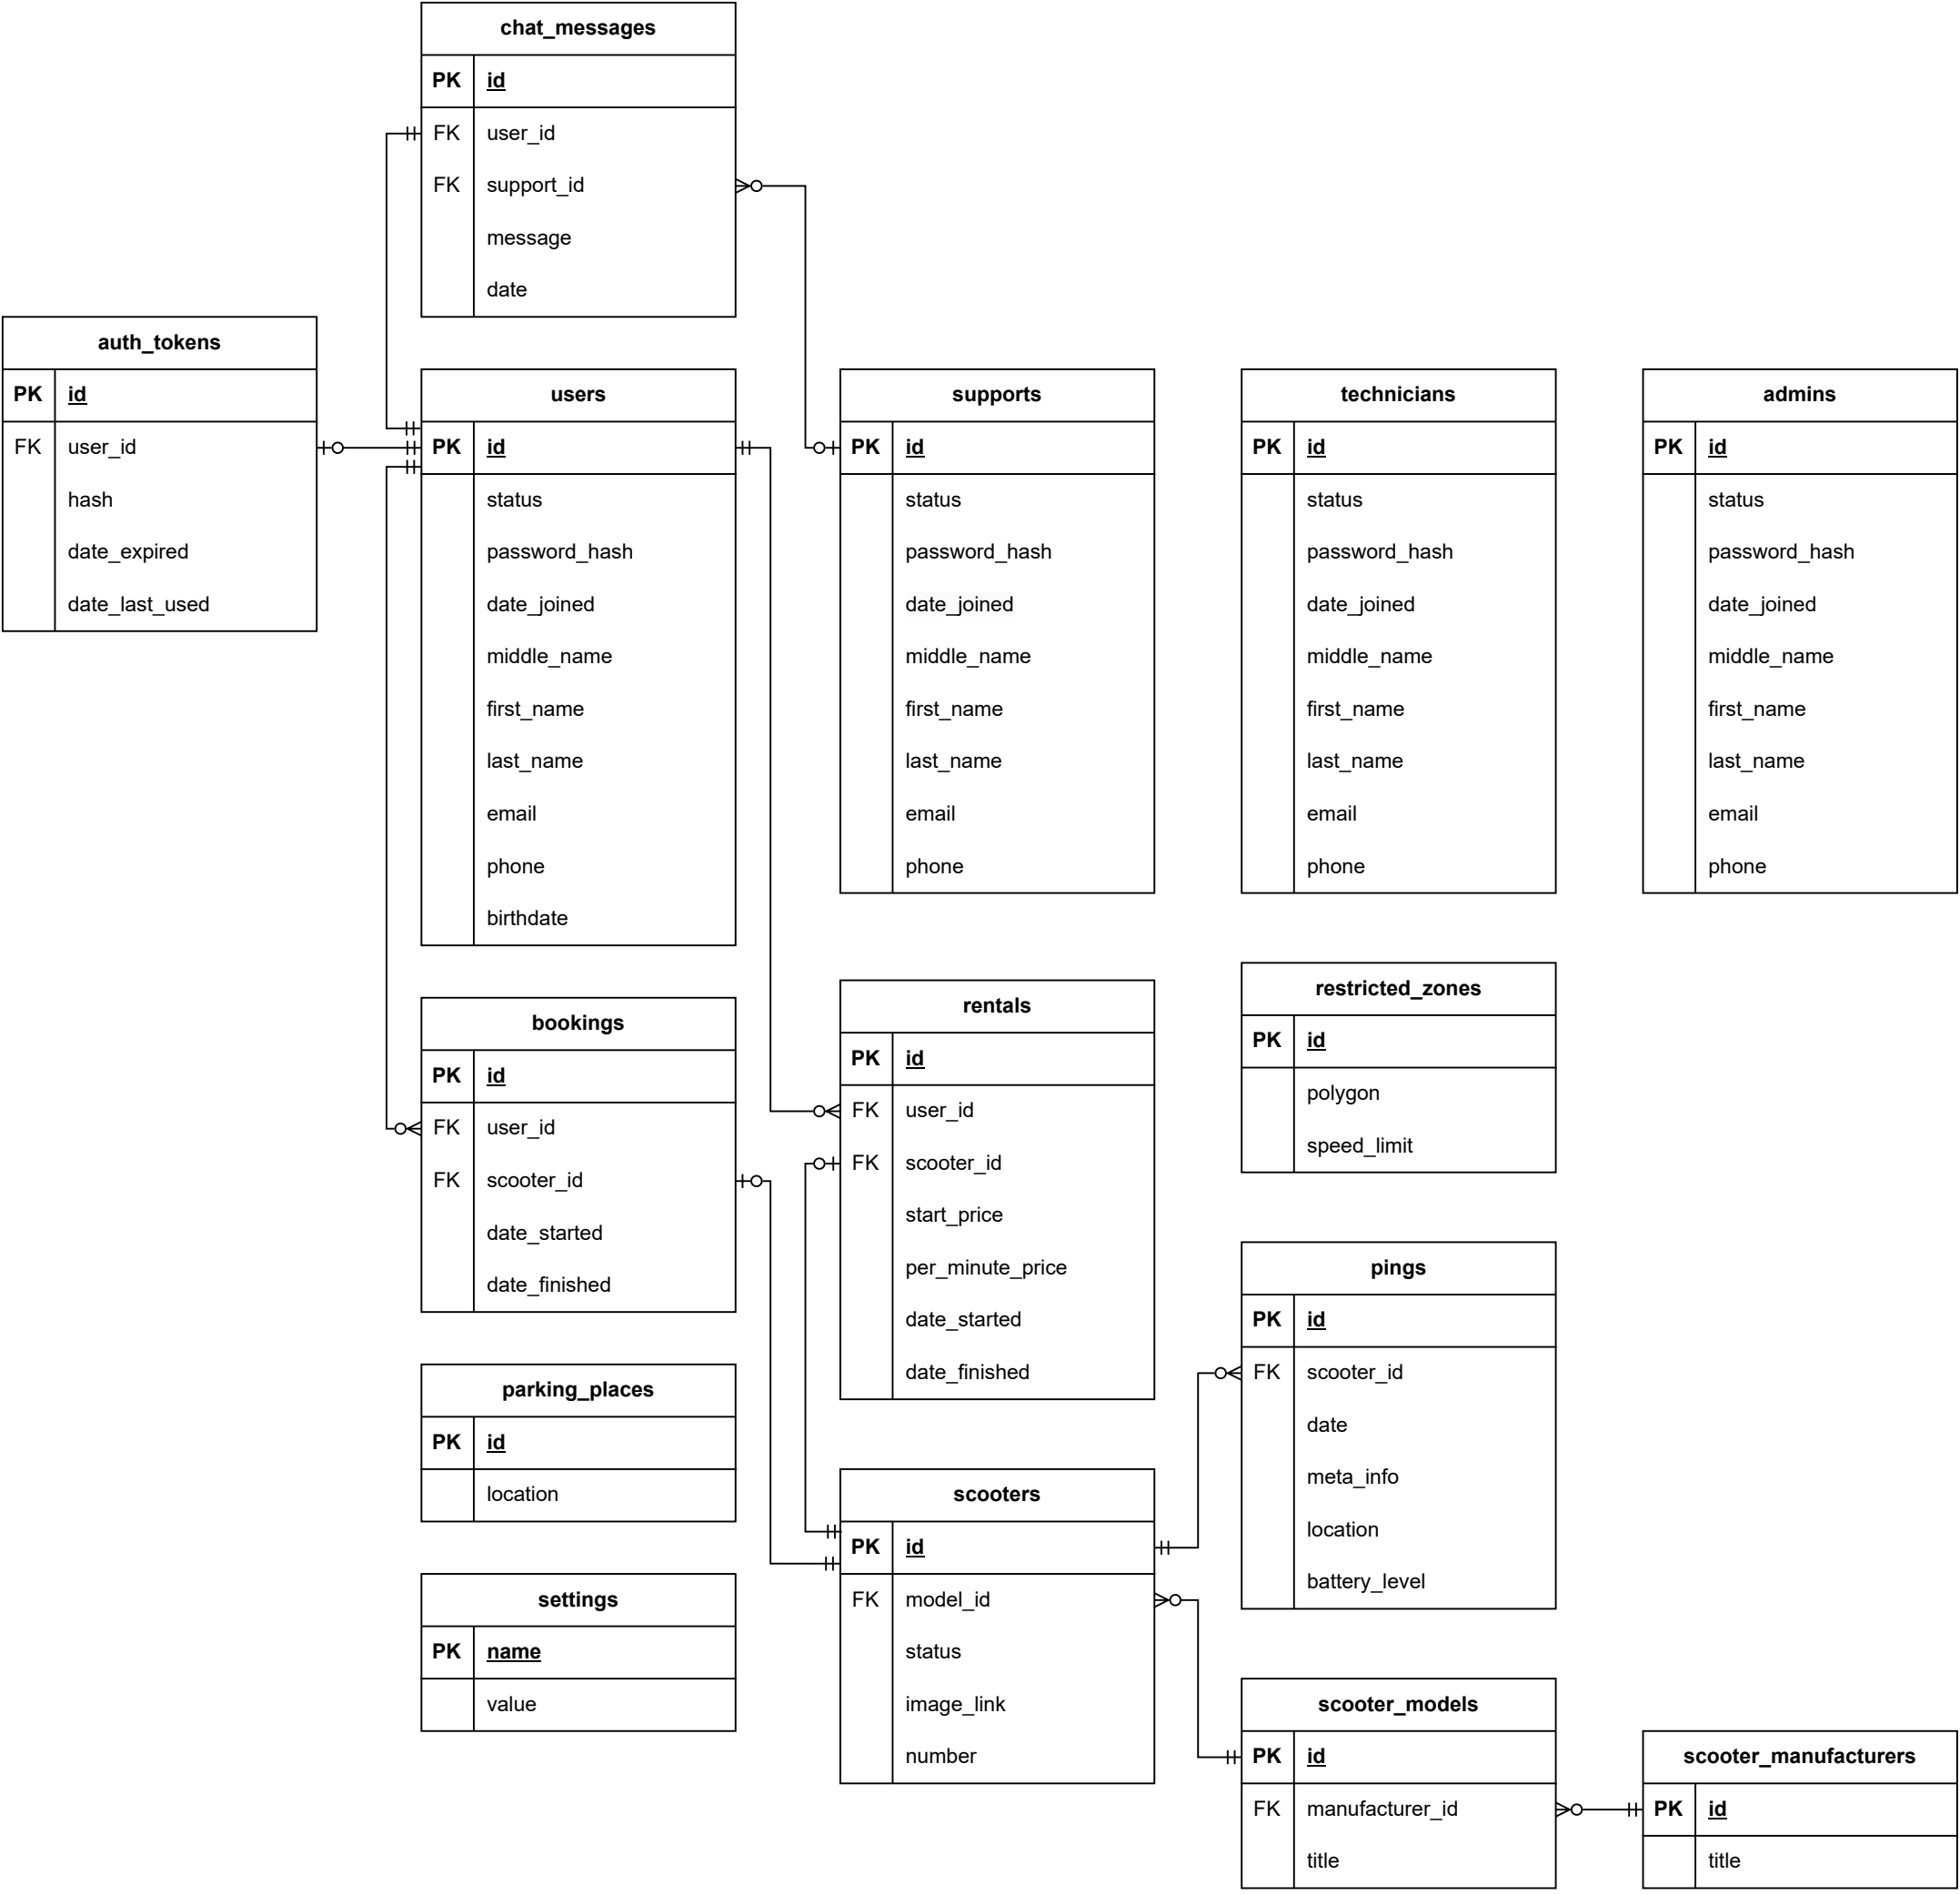 chat_messages
PK id
FK user_id
FK support_id
message
date
auth_tokens
PK id
FK user_id
hash
date_expired
date_last_used
users
PK id
status
password_hash
date_joined
middle_name
first_name
last_name
email
phone
birthdate
supports
PK id
status
password_hash
date_joined
middle_name
first_name
last_name
email
phone
technicians
PK id
status
password_hash
date_joined
middle_name
first_name
last_name
email
phone
admins
PK id
status
password_hash
date_joined
middle_name
first_name
last_name
email
phone
bookings
PK id
FK user_id
FK scooter_id
date_started
date_finished
rentals
PK id
FK user_id
FK scooter_id
start_price
per_minute_price
date_started
date_finished
restricted_zones
PK id
polygon
speed_limit
pings
PK id
FK scooter_id
date
meta_info
location
battery_level
parking_places
PK id
location
scooters
PK id
FK model_id
status
image_link
number
settings
PK name
value
scooter_models
PK id
FK manufacturer_id
title
scooter_manufacturers
PK id
title